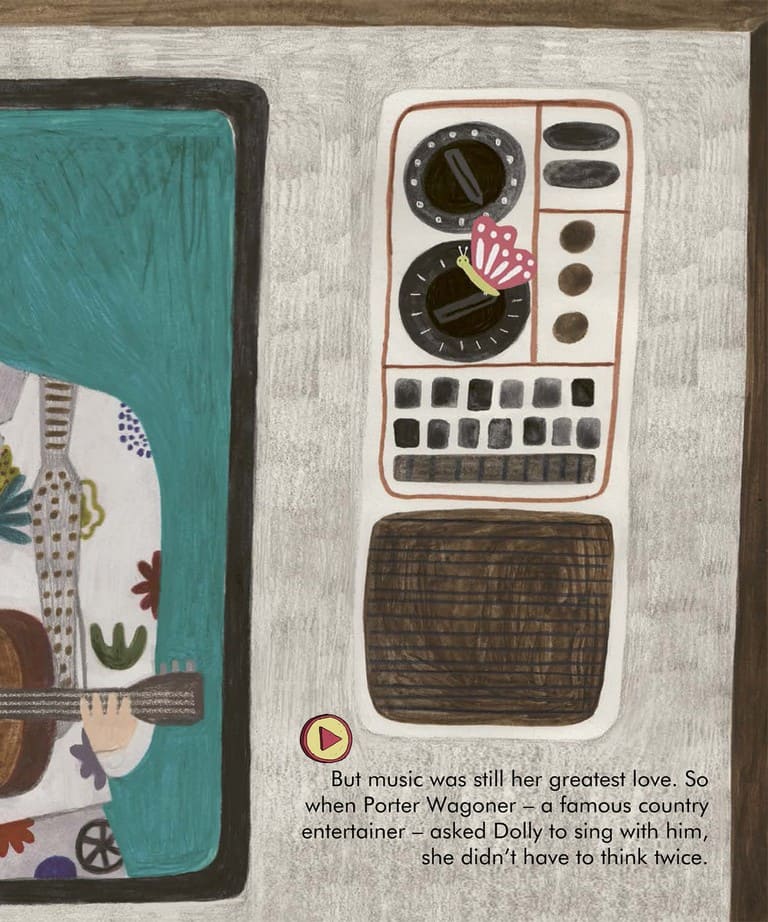 But music was still her greatest love. So
when Porter Wagoner – a famous country
entertainer – asked Dolly to sing with him,
she didn't have to think twice.